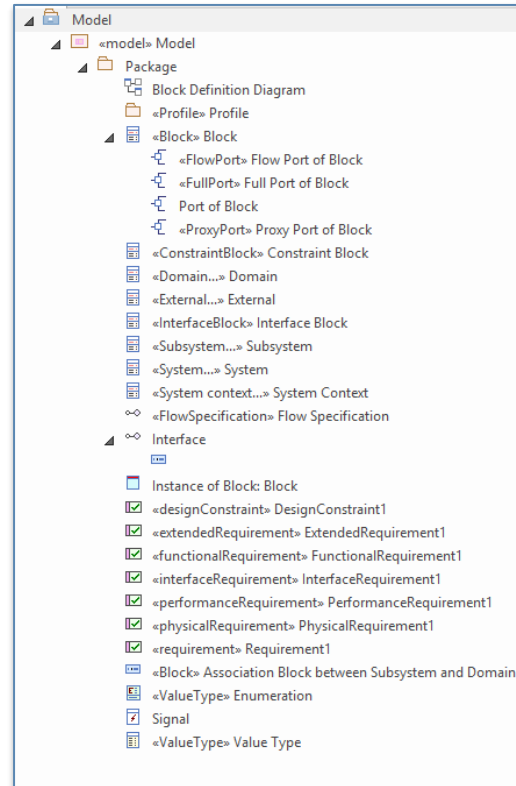 Model
«model» Model
Package
Block Definition Diagram
«Profile» Profile
«Block» Block
«FlowPort» Flow Port of Block
«FullPort» Full Port of Block
Port of Block
«ProxyPort» Proxy Port of Block
«ConstraintBlock» Constraint Block
«Domain...» Domain
«External...» External
«InterfaceBlock» Interface Block
«Subsystem...» Subsystem
«System...» System
«System context...» System Context
«FlowSpecification» Flow Specification
Interface
Instance of Block: Block
«designConstraint» DesignConstraint1
«extendedRequirement» ExtendedRequirement1
«functionalRequirement» FunctionalRequirement1
«interfaceRequirement» InterfaceRequirement1
«performanceRequirement» PerformanceRequirement1
«physicalRequirement» PhysicalRequirement1
«requirement» Requirement1
«Block» Association Block between Subsystem and Domain
«ValueType» Enumeration
Signal
«ValueType» Value Type